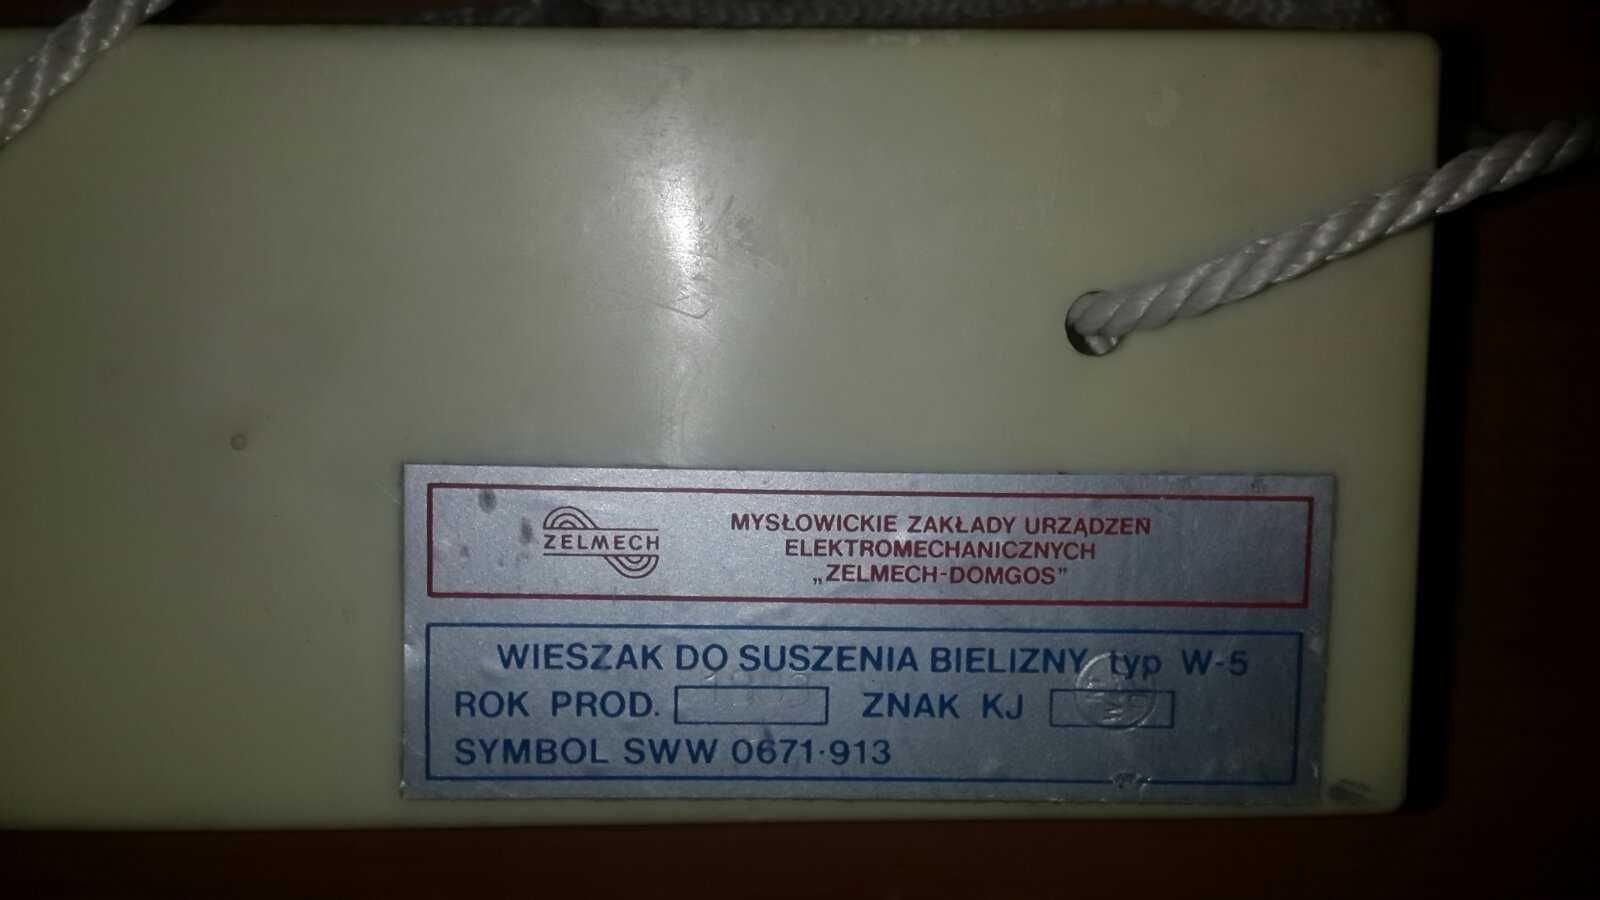 ZELMECH
MYSŁOWICKIE ZAKŁADY URZĄDZEŃ
ELEKTROMECHANICZNYCH
„ZELMECH-DOMGOS”
WIESZAK DO SUSZENIA BIELIZNY typ W-5
ROK PROD. ZNAK KJ
SYMBOL SWW 0671·913